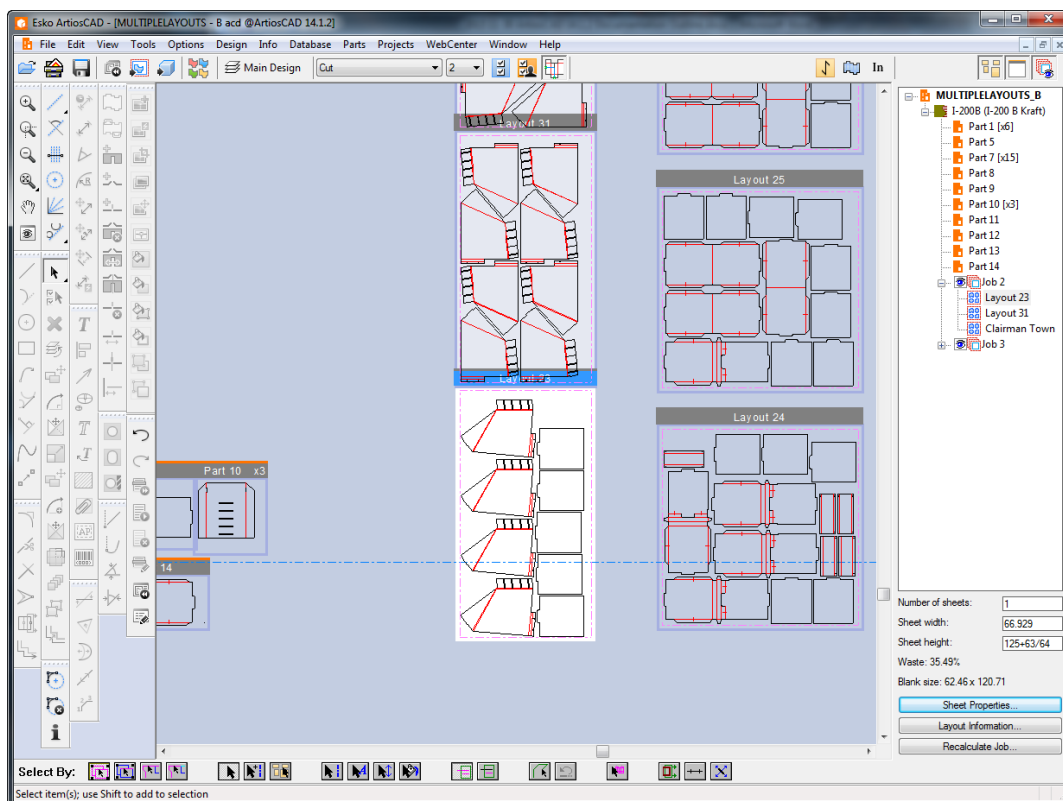 Esko ArtiosCAD - [MULTIPLELAYOUTS - B acd @ArtiosCAD 14.1.2]
File Edit View Tools Options Design Info Database Parts Projects WebCenter Window Help
Main Design Cut 2 In
Layout 31
Layout 25
Layout 23
Layout 24
Part 10 x3
14
MULTIPLELAYOUTS_B
I-200B (I-200 B Kraft)
Part 1 [x6]
Part 5
Part 7 [x15]
Part 8
Part 9
Part 10 [x3]
Part 11
Part 12
Part 13
Part 14
Job 2
Layout 23
Layout 31
Clairman Town
Job 3
Number of sheets: 1
Sheet width: 66.929
Sheet height: 125+63/64
Waste: 35.49%
Blank size: 62.46 x 120.71
Sheet Properties...
Layout Information...
Recalculate Job...
Select By:
Select item(s); use Shift to add to selection